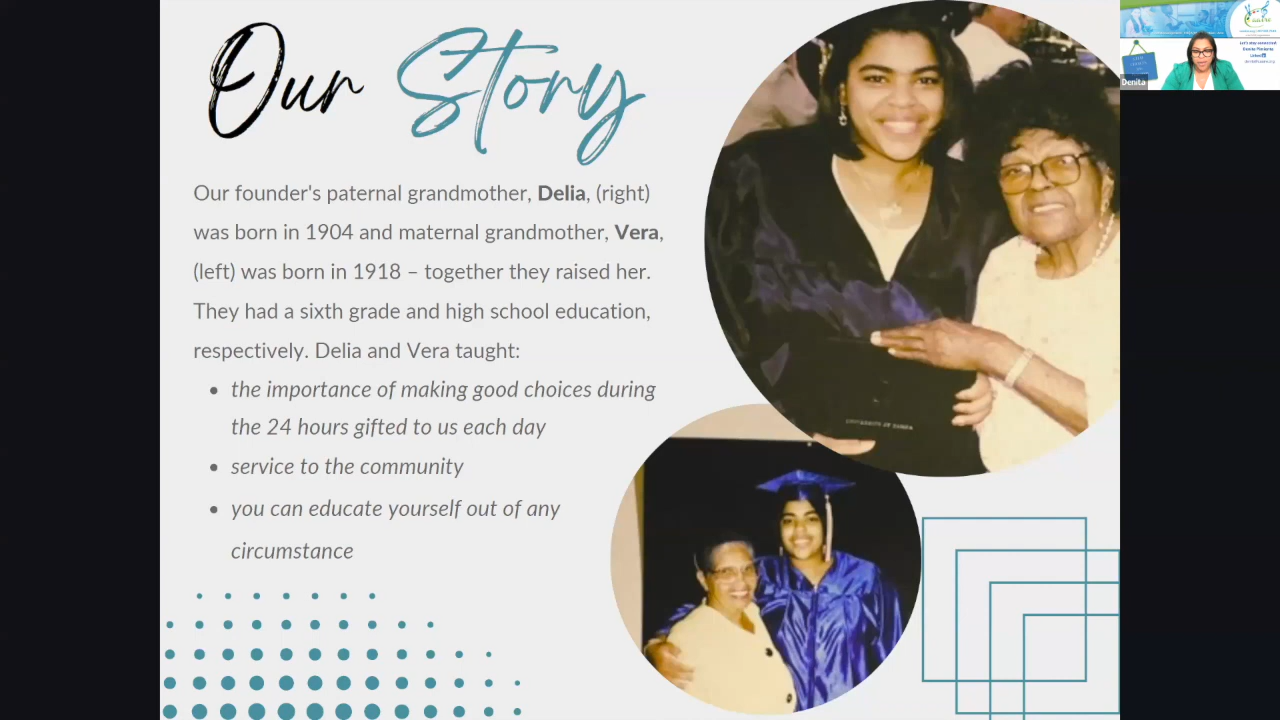 Our Story
Our founder's paternal grandmother, Delia, (right)
was born in 1904 and maternal grandmother, Vera,
(left) was born in 1918 – together they raised her.
They had a sixth grade and high school education,
respectively. Delia and Vera taught:
• the importance of making good choices during
the 24 hours gifted to us each day
• service to the community
• you can educate yourself out of any
circumstance
Denita
Let's stay connected